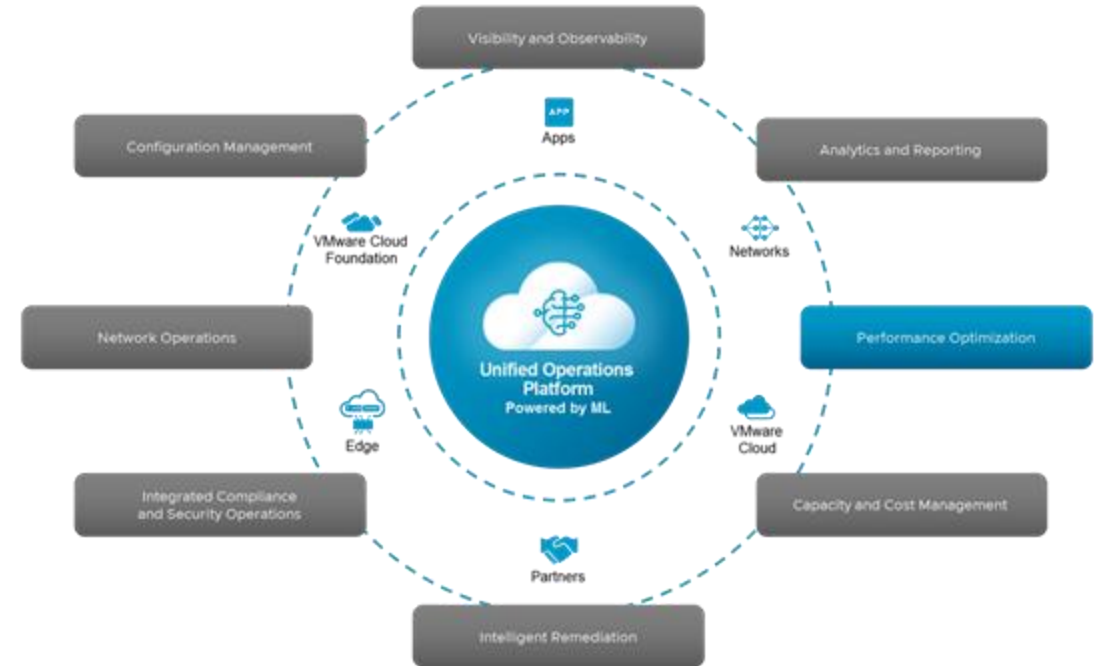 Visibility and Observability
APP
Apps
Configuration Management
Analytics and Reporting
VMware Cloud
Foundation
Networks
Network Operations
Performance Optimization
Unified Operations
Platform
Powered by ML
Edge
VMware
Cloud
Integrated Compliance
and Security Operations
Capacity and Cost Management
Partners
Intelligent Remediation